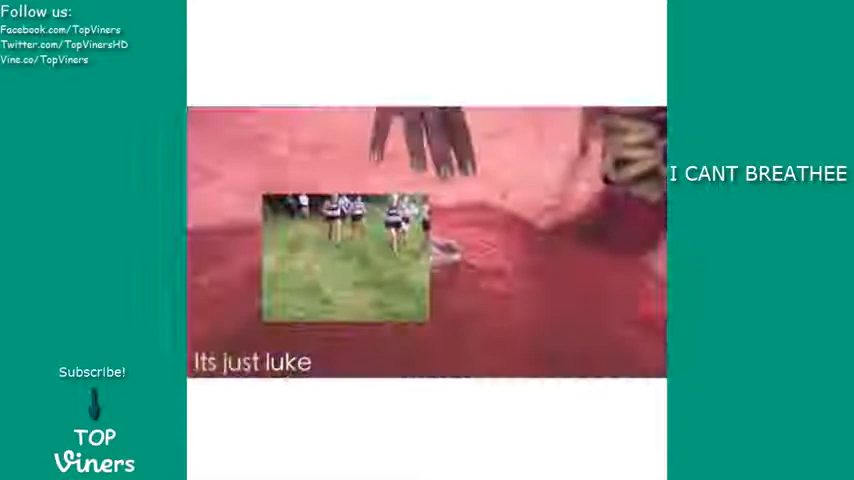 Follow us:
Facebook.com/TopViners
Twitter.com/TopVinersHD
Vine.co/TopViners
I CANT BREATHEE
Its just luke
Subscribe!
TOP
Viners